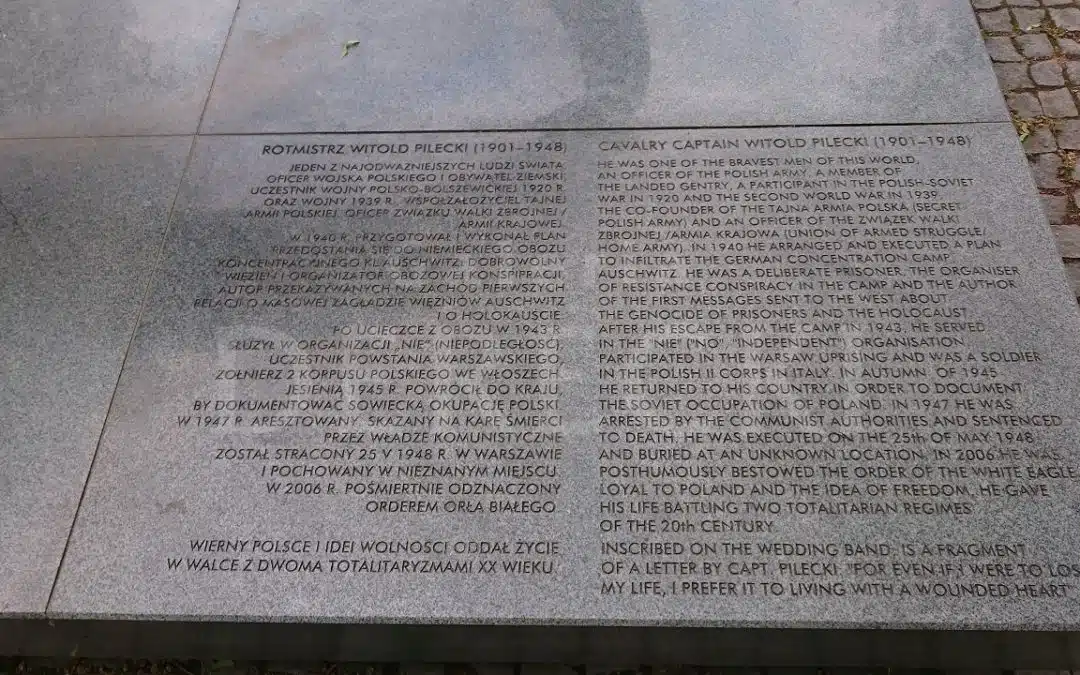 ROTMISTRZ WITOLD PILECKI (1901–1948)
JEDEN Z NAJODWAŻNIEJSZYCH LUDZI ŚWIATA,
OFICER WOJSKA POLSKIEGO I OBYWATEL ZIEMSKI,
UCZESTNIK WOJNY POLSKO-BOLSZEWICKIEJ 1920 R.
ORAZ WOJNY 1939 R., WSPÓŁZAŁOŻYCIEL TAJNEJ
ARMII POLSKIEJ, OFICER ZWIĄZKU WALKI ZBROJNEJ /
ARMII KRAJOWEJ.
W 1940 R. PRZYGOTOWAŁ I WYKONAŁ PLAN
PRZEDOSTANIA SIĘ DO NIEMIECKIEGO OBOZU
KONCENTRACYJNEGO KL AUSCHWITZ. DOBROWOLNY
WIĘZIEŃ I ORGANIZATOR OBOZOWEJ KONSPIRACJI,
AUTOR PRZEKAZYWANYCH NA ZACHÓD PIERWSZYCH
RELACJI O MASOWEJ ZAGŁADZIE WIĘŹNIÓW AUSCHWITZ
I O HOLOKAUŚCIE.
PO UCIECZCE Z OBOZU W 1943 R.
SŁUŻYŁ W ORGANIZACJI „NIE” (NIEPODLEGŁOŚĆ),
UCZESTNIK POWSTANIA WARSZAWSKIEGO,
ŻOŁNIERZ 2 KORPUSU POLSKIEGO WE WŁOSZECH.
JESIENIĄ 1945 R. POWRÓCIŁ DO KRAJU,
BY DOKUMENTOWAĆ SOWIECKĄ OKUPACJĘ POLSKI.
W 1947 R. ARESZTOWANY, SKAZANY NA KARĘ ŚMIERCI
PRZEZ WŁADZE KOMUNISTYCZNE
ZOSTAŁ STRACONY 25 V 1948 R. W WARSZAWIE
I POCHOWANY W NIEZNANYM MIEJSCU.
W 2006 R. POŚMIERTNIE ODZNACZONY
ORDEREM ORŁA BIAŁEGO.
WIERNY POLSCE I IDEI WOLNOŚCI ODDAŁ ŻYCIE
W WALCE Z DWOMA TOTALITARYZMAMI XX WIEKU.
CAVALRY CAPTAIN WITOLD PILECKI (1901–1948)
HE WAS ONE OF THE BRAVEST MEN OF THIS WORLD,
AN OFFICER OF THE POLISH ARMY, A MEMBER OF
THE LANDED GENTRY, A PARTICIPANT IN THE POLISH-SOVIET
WAR IN 1920 AND THE SECOND WORLD WAR IN 1939,
THE CO-FOUNDER OF THE TAJNA ARMIA POLSKA (SECRET
POLISH ARMY) AND AN OFFICER OF THE ZWIĄZEK WALKI
ZBROJNEJ /ARMIA KRAJOWA (UNION OF ARMED STRUGGLE/
HOME ARMY). IN 1940 HE ARRANGED AND EXECUTED A PLAN
TO INFILTRATE THE GERMAN CONCENTRATION CAMP
AUSCHWITZ. HE WAS A DELIBERATE PRISONER, THE ORGANISER
OF RESISTANCE CONSPIRACY IN THE CAMP AND THE AUTHOR
OF THE FIRST MESSAGES SENT TO THE WEST ABOUT
THE GENOCIDE OF PRISONERS AND THE HOLOCAUST.
AFTER HIS ESCAPE FROM THE CAMP IN 1943, HE SERVED
IN THE "NIE" ("NO", "INDEPENDENT") ORGANISATION,
PARTICIPATED IN THE WARSAW UPRISING AND WAS A SOLDIER
IN THE POLISH II CORPS IN ITALY. IN AUTUMN OF 1945
HE RETURNED TO HIS COUNTRY IN ORDER TO DOCUMENT
THE SOVIET OCCUPATION OF POLAND. IN 1947 HE WAS
ARRESTED BY THE COMMUNIST AUTHORITIES AND SENTENCED
TO DEATH. HE WAS EXECUTED ON THE 25th OF MAY 1948
AND BURIED AT AN UNKNOWN LOCATION. IN 2006 HE WAS
POSTHUMOUSLY BESTOWED THE ORDER OF THE WHITE EAGLE.
LOYAL TO POLAND AND THE IDEA OF FREEDOM, HE GAVE
HIS LIFE BATTLING TWO TOTALITARIAN REGIMES
OF THE 20th CENTURY.
INSCRIBED ON THE WEDDING BAND, IS A FRAGMENT
OF A LETTER BY CAPT. PILECKI: "FOR EVEN IF I WERE TO LOS
MY LIFE, I PREFER IT TO LIVING WITH A WOUNDED HEART"